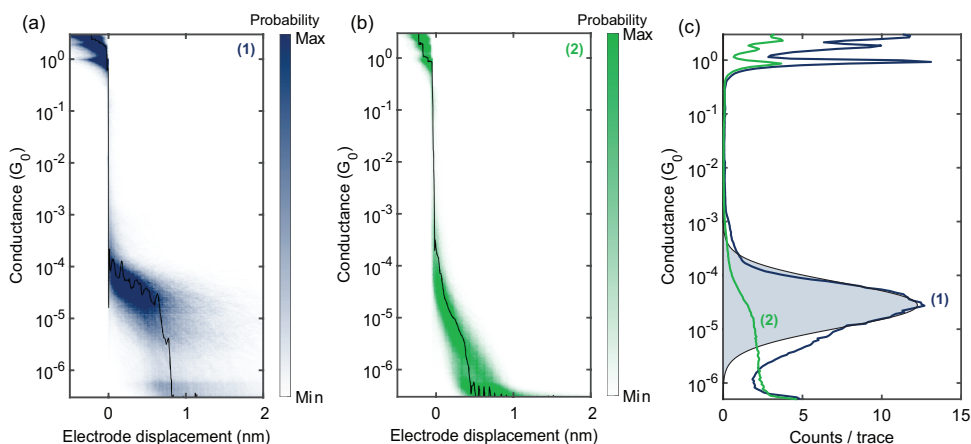 (a)
Probability
Max
(1)
Min
10^0
10^-1
10^-2
10^-3
10^-4
10^-5
10^-6
Conductance (G_0)
0
1
2
Electrode displacement (nm)
(b)
Probability
Max
(2)
Min
10^0
10^-1
10^-2
10^-3
10^-4
10^-5
10^-6
Conductance (G_0)
0
1
2
Electrode displacement (nm)
(c)
10^0
10^-1
10^-2
10^-3
10^-4
10^-5
10^-6
Conductance (G_0)
(1)
(2)
0
5
10
15
Counts / trace